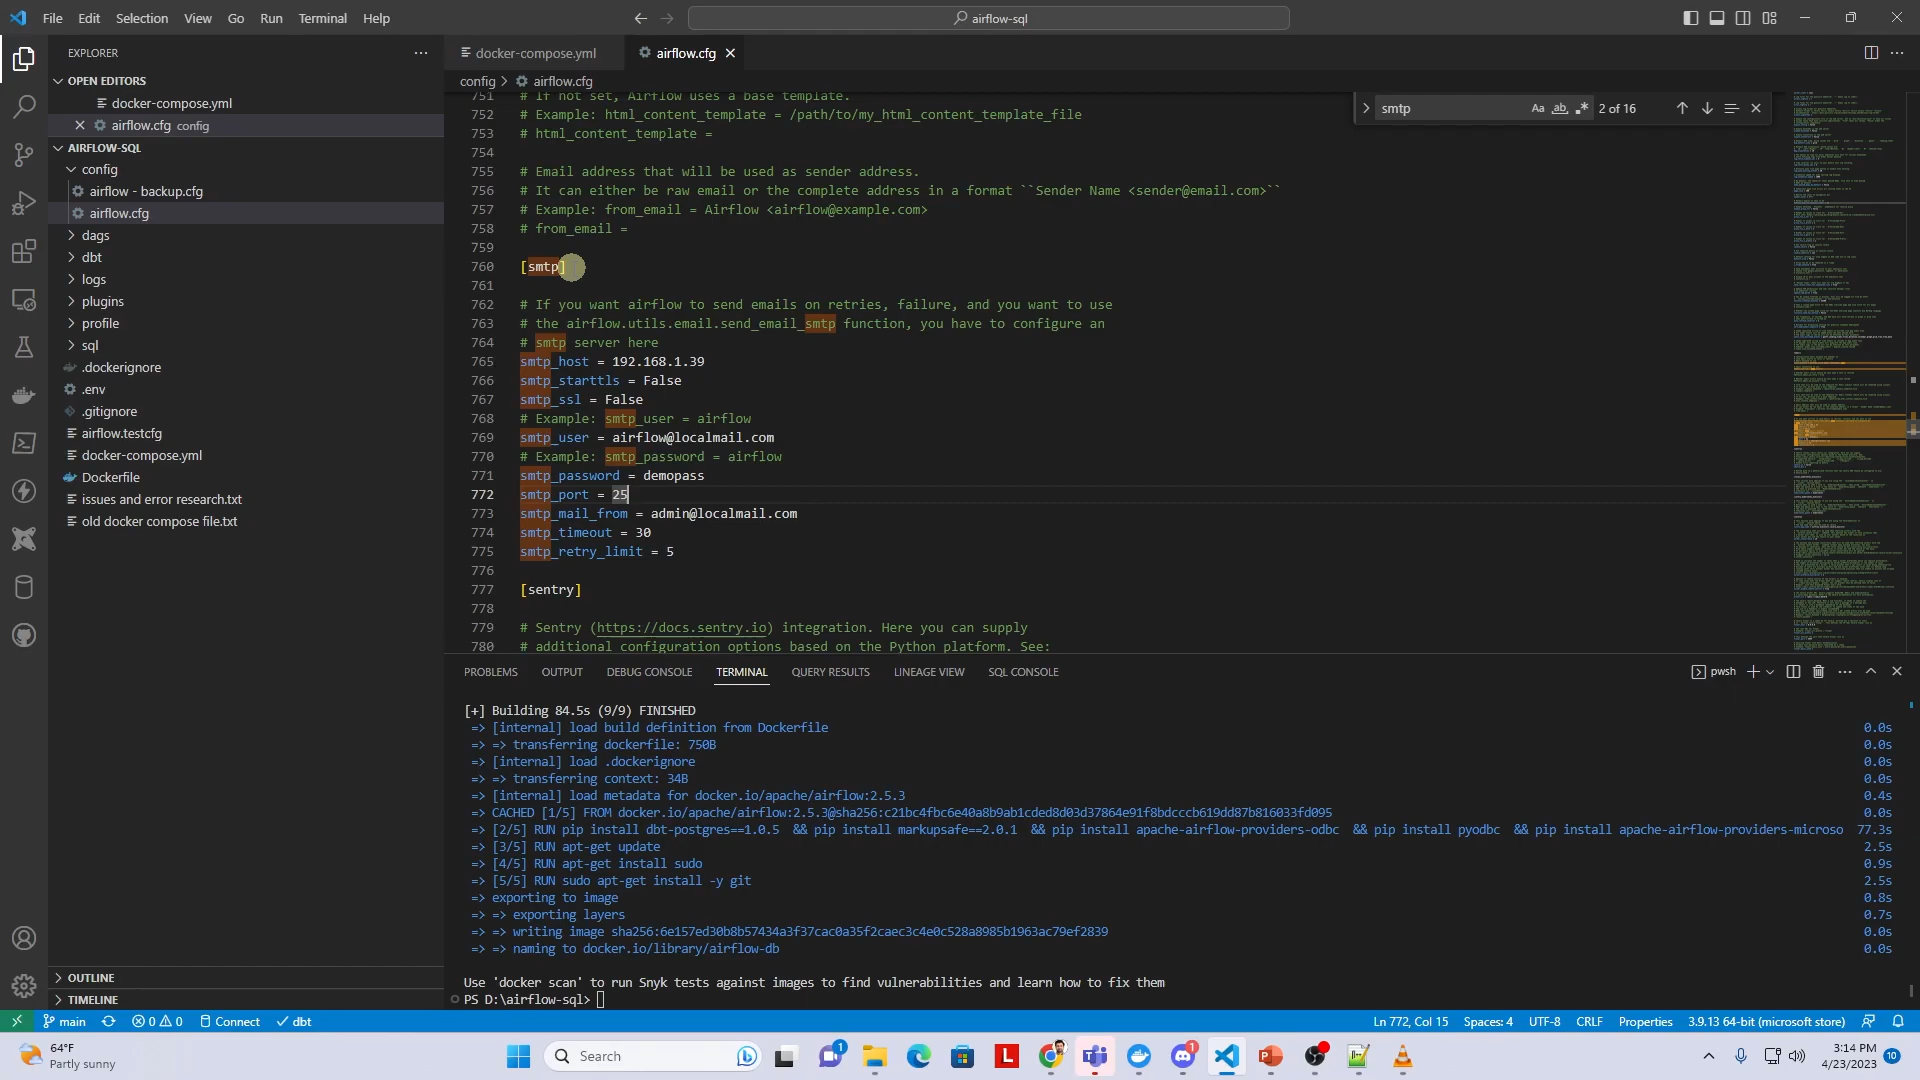 File Edit Selection View Go Run Terminal Help
airflow-sql
EXPLORER
OPEN EDITORS
docker-compose.yml
airflow.cfg config
AIRFLOW-SQL
config
airflow - backup.cfg
airflow.cfg
dags
dbt
logs
plugins
profile
sql
.dockerignore
.env
.gitignore
airflow.testcfg
docker-compose.yml
Dockerfile
issues and error research.txt
old docker compose file.txt
OUTLINE
TIMELINE
docker-compose.yml
airflow.cfg
config > airflow.cfg
smtp
Aa ab 2 of 16
751 # If not set, Airflow uses a base template.
752 # Example: html_content_template = /path/to/my_html_content_template_file
753 # html_content_template =
754
755 # Email address that will be used as sender address.
756 # It can either be raw email or the complete address in a format ``Sender Name <sender@email.com>``
757 # Example: from_email = Airflow <airflow@example.com>
758 # from_email =
759
760 [smtp]
761
762 # If you want airflow to send emails on retries, failure, and you want to use
763 # the airflow.utils.email.send_email_smtp function, you have to configure an
764 # smtp server here
765 smtp_host = 192.168.1.39
766 smtp_starttls = False
767 smtp_ssl = False
768 # Example: smtp_user = airflow
769 smtp_user = airflow@localmail.com
770 # Example: smtp_password = airflow
771 smtp_password = demopass
772 smtp_port = 25
773 smtp_mail_from = admin@localmail.com
774 smtp_timeout = 30
775 smtp_retry_limit = 5
776
777 [sentry]
778
779 # Sentry (https://docs.sentry.io) integration. Here you can supply
780 # additional configuration options based on the Python platform. See:
PROBLEMS OUTPUT DEBUG CONSOLE TERMINAL QUERY RESULTS LINEAGE VIEW SQL CONSOLE
pwsh
[+] Building 84.5s (9/9) FINISHED
=> [internal] load build definition from Dockerfile 0.0s
=> => transferring dockerfile: 750B 0.0s
=> [internal] load .dockerignore 0.0s
=> => transferring context: 34B 0.0s
=> [internal] load metadata for docker.io/apache/airflow:2.5.3 0.4s
=> CACHED [1/5] FROM docker.io/apache/airflow:2.5.3@sha256:c21bc4fbc6e40a8b9ab1cded8d03d37864e91f8bdcccb619dd87b816033fd095 0.0s
=> [2/5] RUN pip install dbt-postgres==1.0.5 && pip install markupsafe==2.0.1 && pip install apache-airflow-providers-odbc && pip install pyodbc && pip install apache-airflow-providers-microso 77.3s
=> [3/5] RUN apt-get update 2.5s
=> [4/5] RUN apt-get install sudo 0.9s
=> [5/5] RUN sudo apt-get install -y git 2.5s
=> exporting to image 0.8s
=> => exporting layers 0.7s
=> => writing image sha256:6e157ed30b8b57434a3f37cac0a35f2caec3c4e0c528a8985b1963ac79ef2839 0.0s
=> => naming to docker.io/library/airflow-db 0.0s
Use 'docker scan' to run Snyk tests against images to find vulnerabilities and learn how to fix them
PS D:\airflow-sql>
main 0 0 Connect dbt
Ln 772, Col 15 Spaces: 4 UTF-8 CRLF Properties 3.9.13 64-bit (microsoft store)
64°F
Partly sunny
Search
1
L
1
3:14 PM
4/23/2023
10